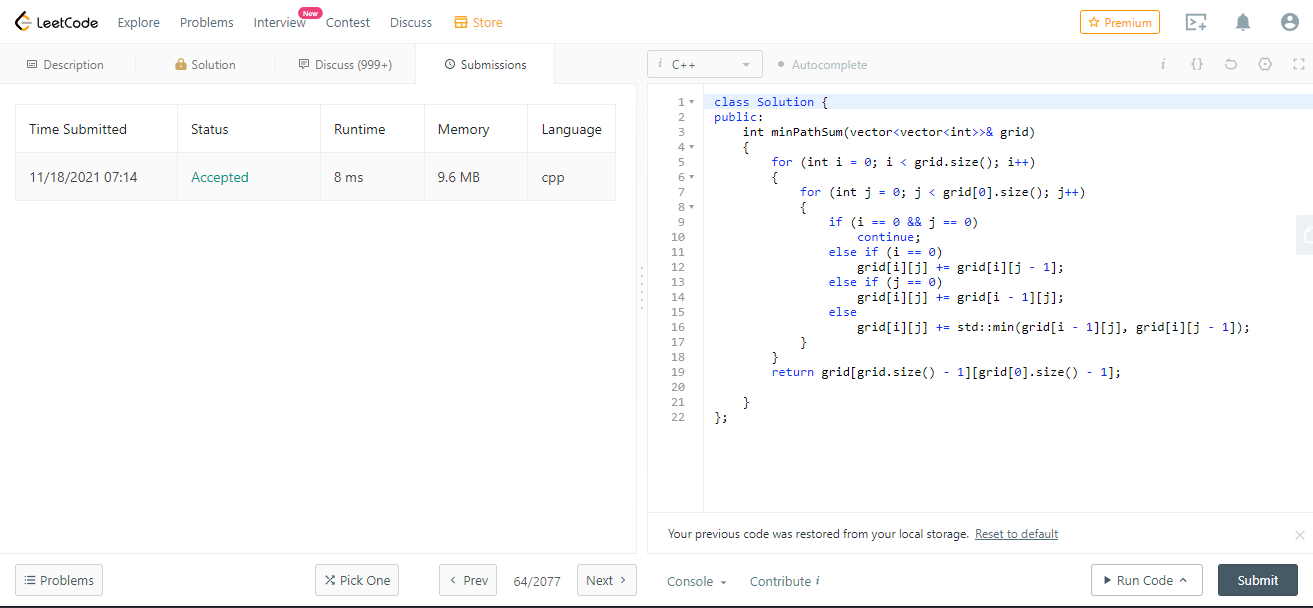 LeetCode Explore Problems Interview New Contest Discuss Store Premium
Description Solution Discuss (999+) Submissions
Time Submitted Status Runtime Memory Language
11/18/2021 07:14 Accepted 8 ms 9.6 MB cpp
i C++ Autocomplete i {}
1 class Solution {
2 public:
3     int minPathSum(vector<vector<int>>& grid)
4     {
5         for (int i = 0; i < grid.size(); i++)
6         {
7             for (int j = 0; j < grid[0].size(); j++)
8             {
9                 if (i == 0 && j == 0)
10                     continue;
11                 else if (i == 0)
12                     grid[i][j] += grid[i][j - 1];
13                 else if (j == 0)
14                     grid[i][j] += grid[i - 1][j];
15                 else
16                     grid[i][j] += std::min(grid[i - 1][j], grid[i][j - 1]);
17             }
18         }
19         return grid[grid.size() - 1][grid[0].size() - 1];
20
21     }
22 };
Your previous code was restored from your local storage. Reset to default
Problems Pick One Prev 64/2077 Next Console Contribute i Run Code Submit